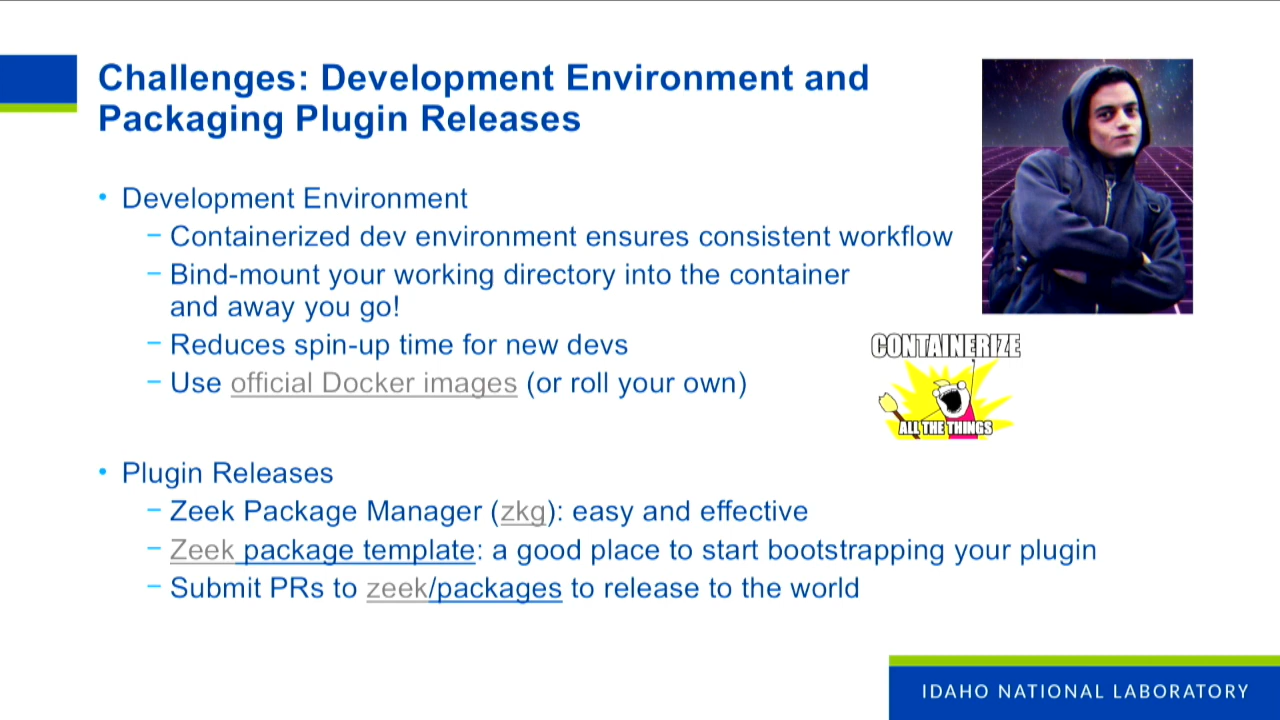 Challenges: Development Environment and
Packaging Plugin Releases
• Development Environment
– Containerized dev environment ensures consistent workflow
– Bind-mount your working directory into the container
and away you go!
– Reduces spin-up time for new devs
– Use official Docker images (or roll your own)
CONTAINERIZE
ALL THE THINGS
• Plugin Releases
– Zeek Package Manager (zkg): easy and effective
– Zeek package template: a good place to start bootstrapping your plugin
– Submit PRs to zeek/packages to release to the world
IDAHO NATIONAL LABORATORY